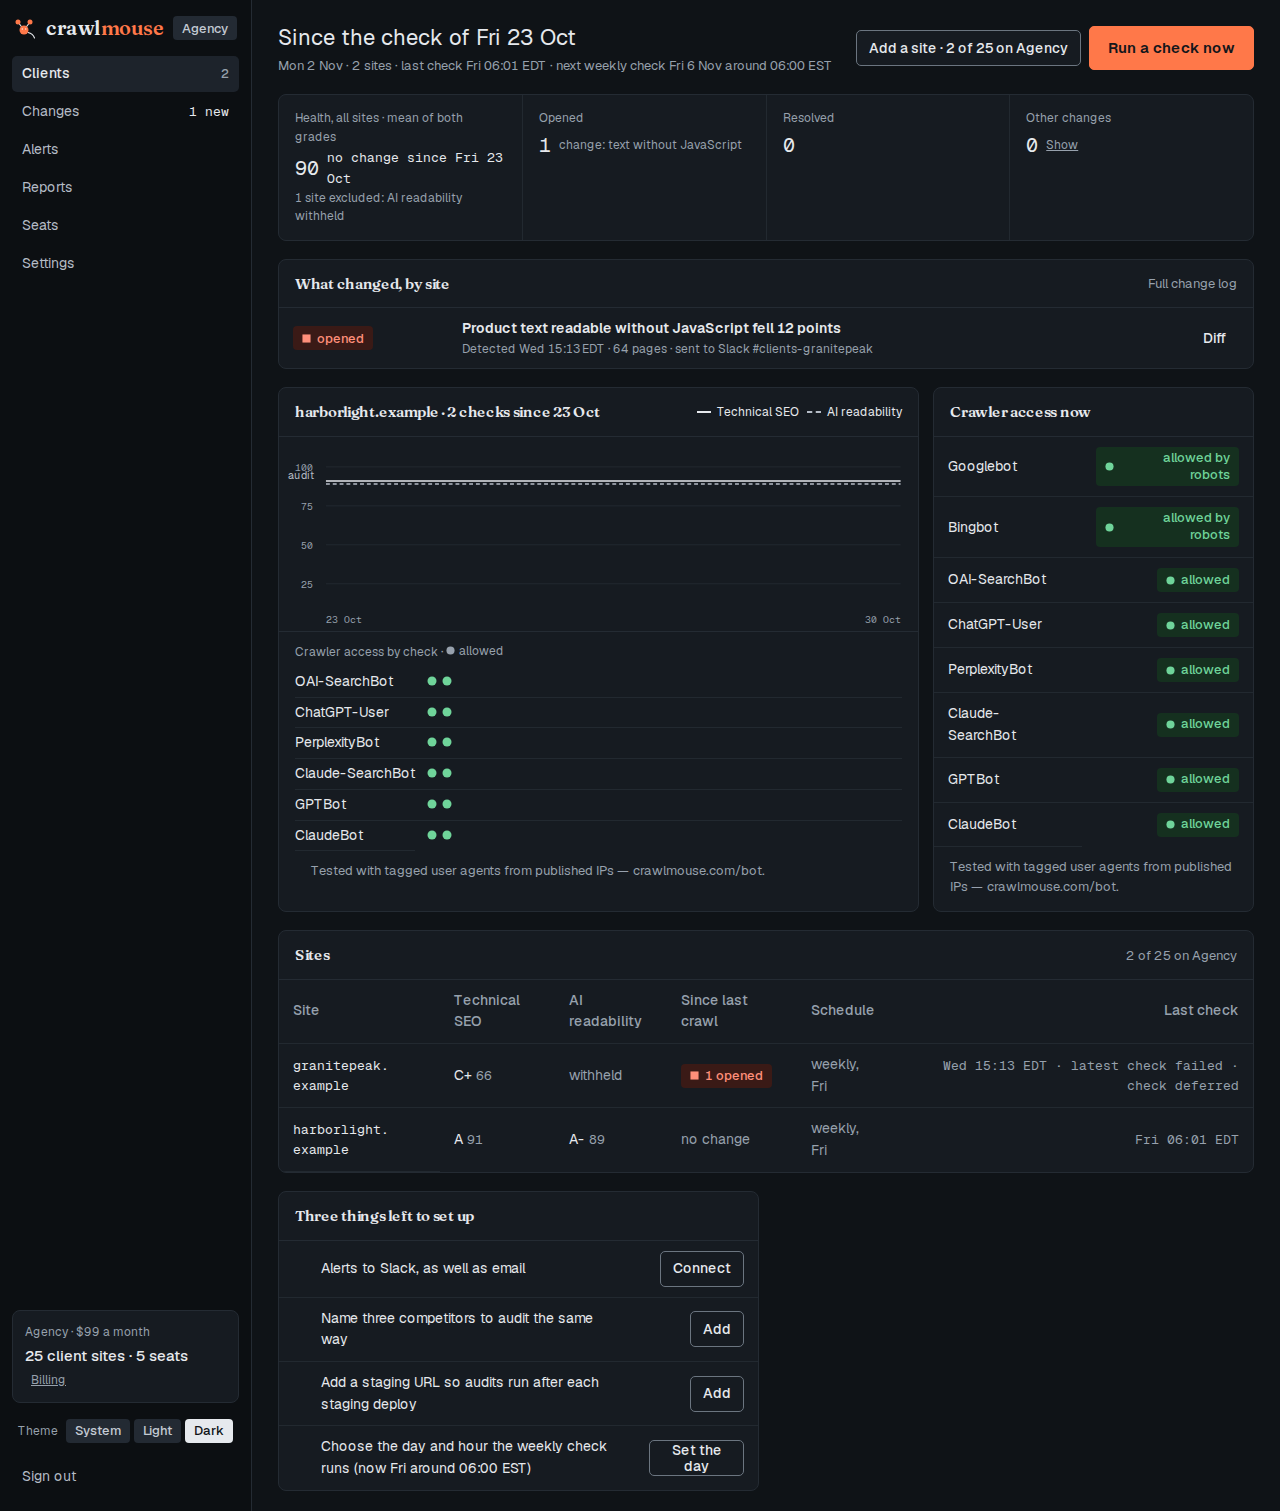 crawlmouse Agency
Clients 2
Changes 1 new
Alerts
Reports
Seats
Settings
Agency · $99 a month
25 client sites · 5 seats
Billing
Theme System Light Dark
Sign out
Since the check of Fri 23 Oct
Mon 2 Nov · 2 sites · last check Fri 06:01 EDT · next weekly check Fri 6 Nov around 06:00 EST
Add a site · 2 of 25 on Agency
Run a check now
Health, all sites · mean of both
grades
90 no change since Fri 23
Oct
1 site excluded: AI readability
withheld
Opened
1 change: text without JavaScript
Resolved
0
Other changes
0 Show
What changed, by site
Full change log
opened
Product text readable without JavaScript fell 12 points
Detected Wed 15:13 EDT · 64 pages · sent to Slack #clients-granitepeak
Diff
harborlight.example · 2 checks since 23 Oct
Technical SEO AI readability
100
audit
75
50
25
23 Oct 30 Oct
Crawler access by check · allowed
OAI-SearchBot
ChatGPT-User
PerplexityBot
Claude-SearchBot
GPTBot
ClaudeBot
Tested with tagged user agents from published IPs — crawlmouse.com/bot.
Crawler access now
Googlebot allowed by
robots
Bingbot allowed by
robots
OAI-SearchBot allowed
ChatGPT-User allowed
PerplexityBot allowed
Claude-
SearchBot allowed
GPTBot allowed
ClaudeBot allowed
Tested with tagged user agents from published
IPs — crawlmouse.com/bot.
Sites
2 of 25 on Agency
Site Technical SEO AI readability Since last crawl Schedule Last check
granitepeak.
example
C+ 66
withheld
1 opened
weekly,
Fri
Wed 15:13 EDT · latest check failed ·
check deferred
harborlight.
example
A 91
A- 89
no change
weekly,
Fri
Fri 06:01 EDT
Three things left to set up
Alerts to Slack, as well as email
Connect
Name three competitors to audit the same
way
Add
Add a staging URL so audits run after each
staging deploy
Add
Choose the day and hour the weekly check
runs (now Fri around 06:00 EST)
Set the
day